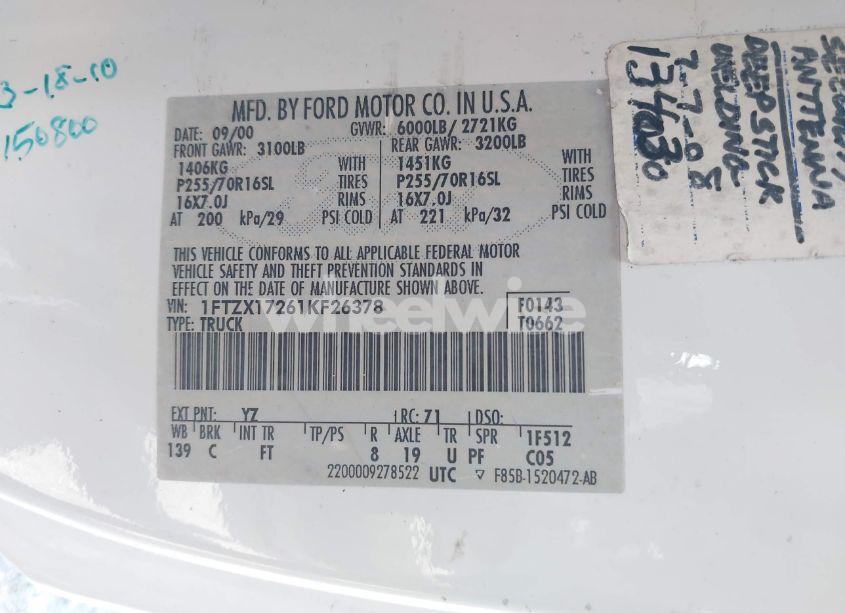 3-18-10
150800
ANTTENNA
DEEPSTICK
WELDING
7-7-08
134030
MFD. BY FORD MOTOR CO. IN U.S.A.
DATE: 09/00 GVWR: 6000LB/ 2721KG
FRONT GAWR: 3100LB REAR GAWR: 3200LB
1406KG WITH 1451KG WITH
P255/70R16SL TIRES P255/70R16SL TIRES
16X7.0J RIMS 16X7.0J RIMS
AT 200 kPa/29 PSI COLD AT 221 kPa/32 PSI COLD
THIS VEHICLE CONFORMS TO ALL APPLICABLE FEDERAL MOTOR
VEHICLE SAFETY AND THEFT PREVENTION STANDARDS IN
EFFECT ON THE DATE OF MANUFACTURE SHOWN ABOVE.
VIN: 1FTZX17261KF26378 F0143
TYPE: TRUCK T0662
wheelwire
EXT PNT: YZ RC: 71 DSO:
WB BRK INT TR TP/PS R AXLE TR SPR 1F512
139 C FT 8 19 U PF C05
2200009278522 UTC F85B-1520472-AB